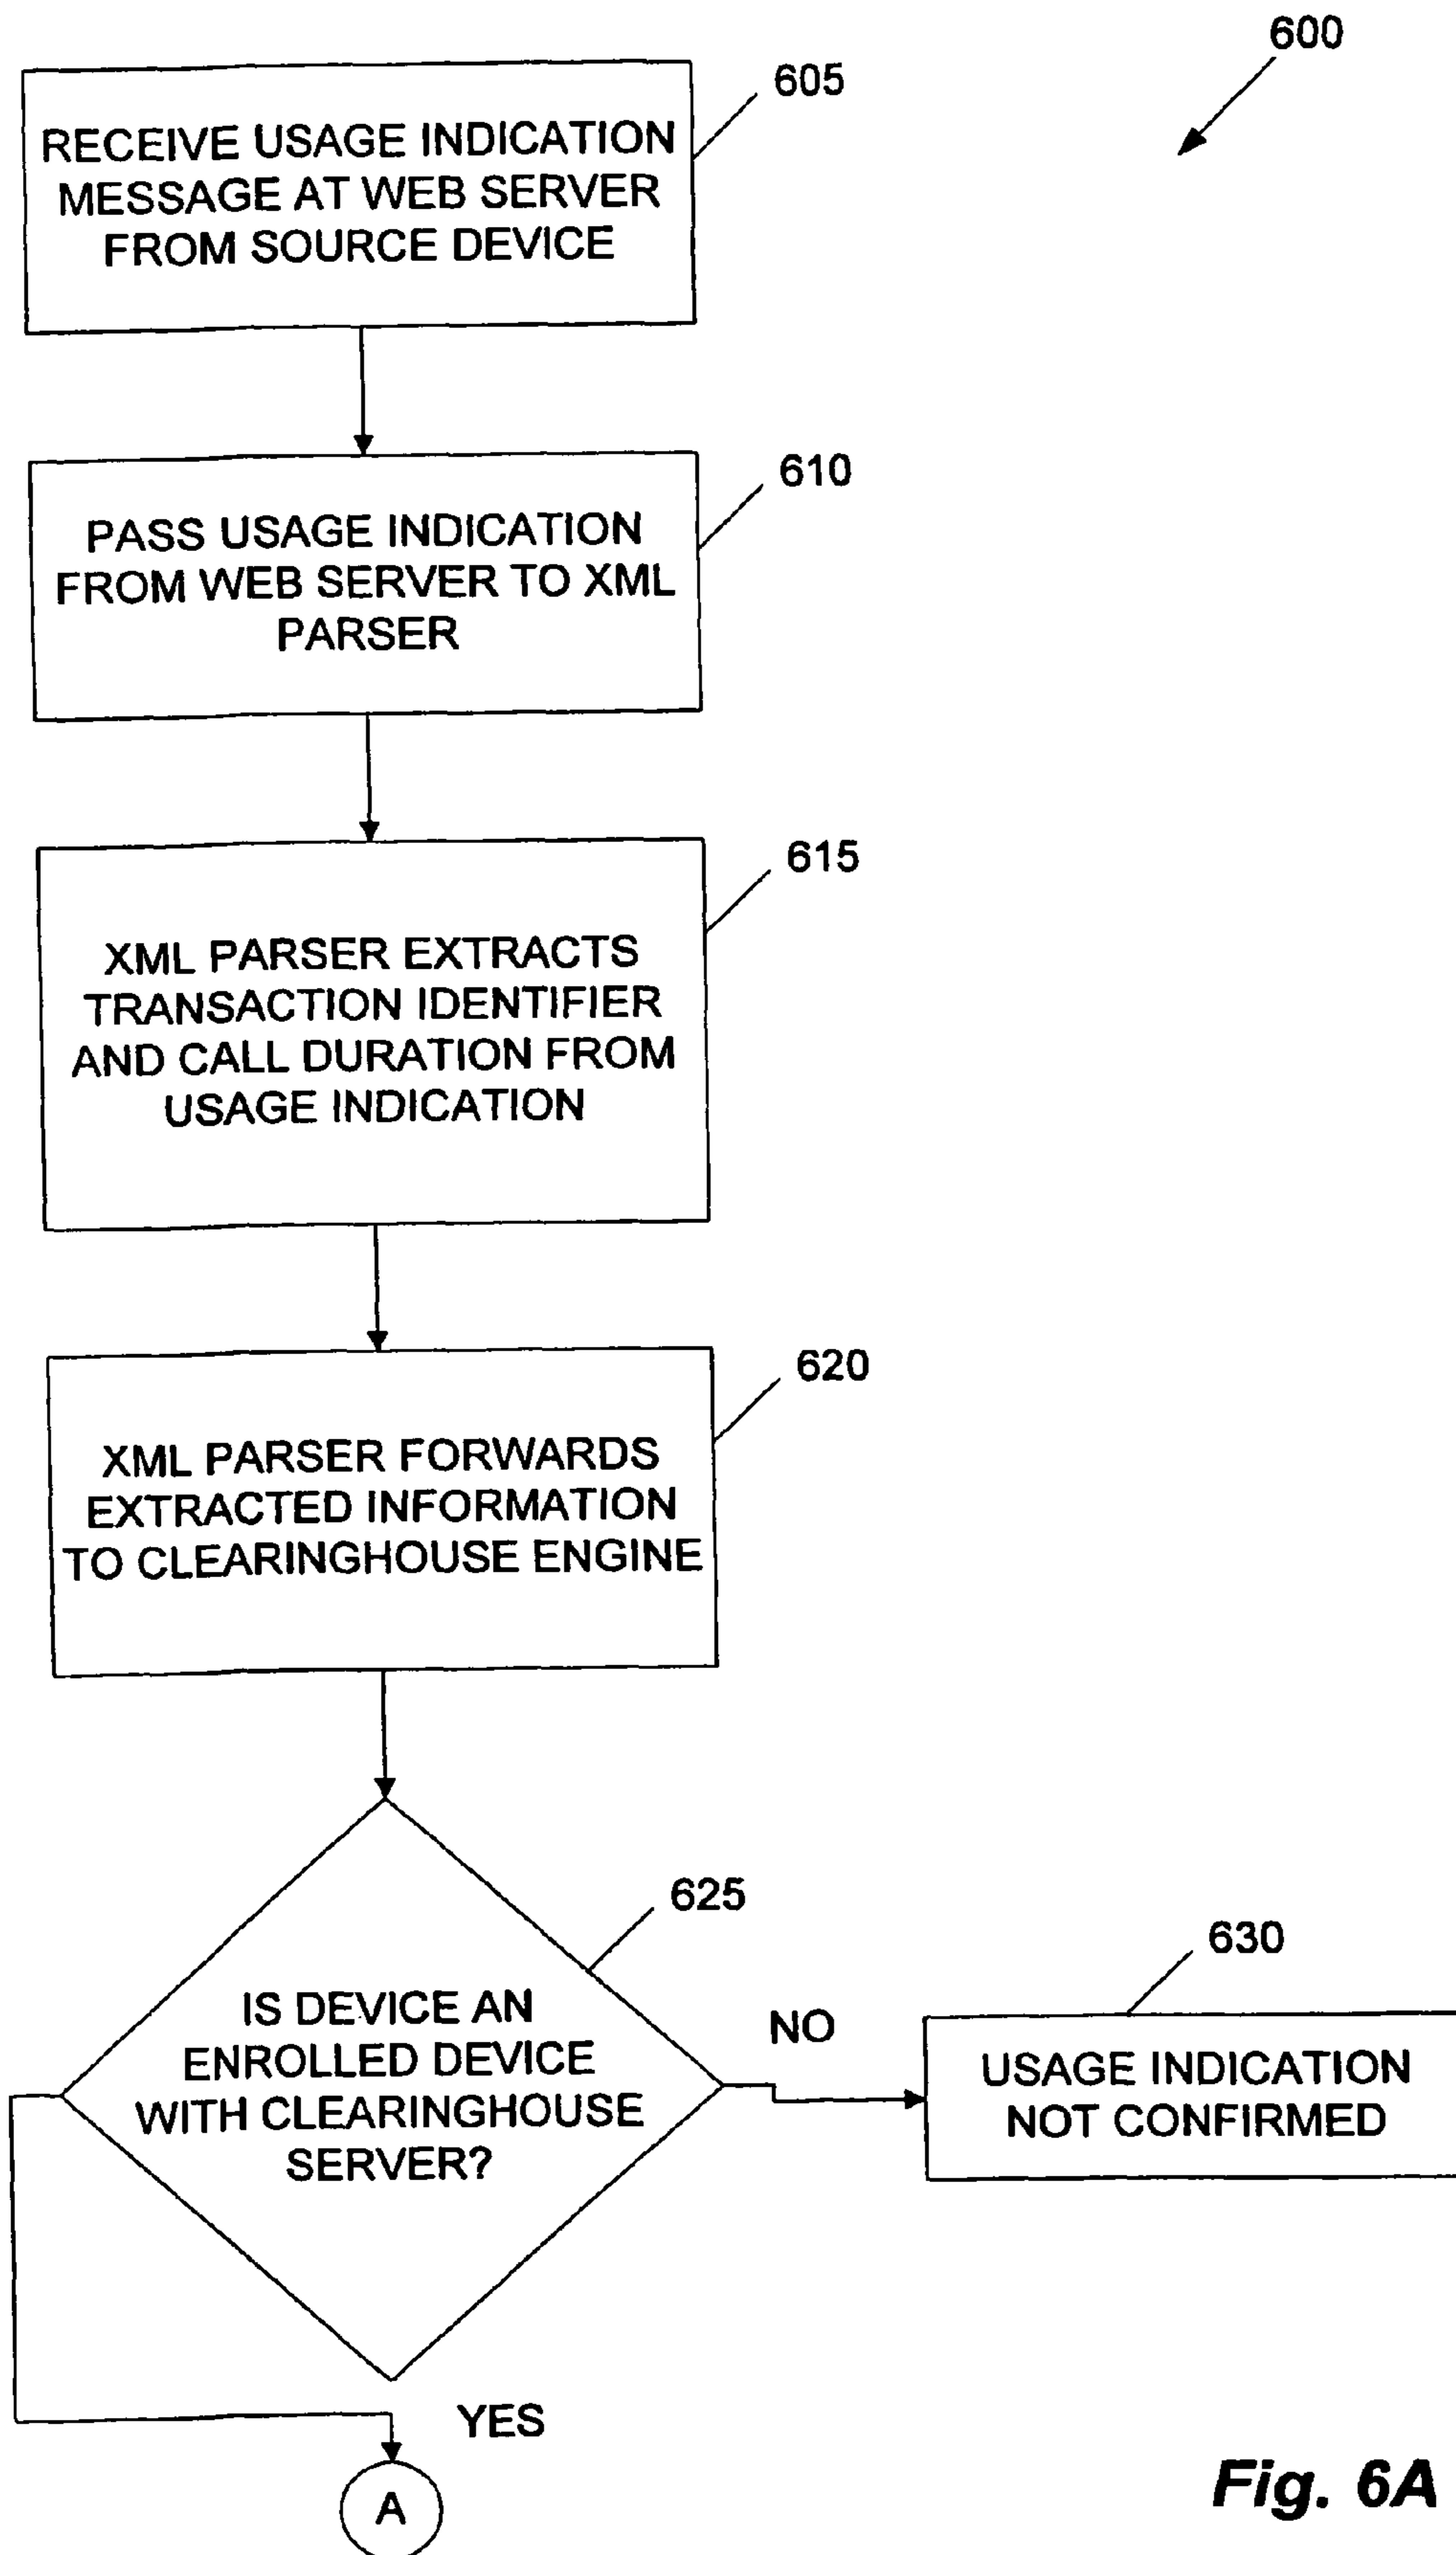 600
605
RECEIVE USAGE INDICATION
MESSAGE AT WEB SERVER
FROM SOURCE DEVICE
610
PASS USAGE INDICATION
FROM WEB SERVER TO XML
PARSER
615
XML PARSER EXTRACTS
TRANSACTION IDENTIFIER
AND CALL DURATION FROM
USAGE INDICATION
620
XML PARSER FORWARDS
EXTRACTED INFORMATION
TO CLEARINGHOUSE ENGINE
625
IS DEVICE AN
ENROLLED DEVICE
WITH CLEARINGHOUSE
SERVER?
NO
630
USAGE INDICATION
NOT CONFIRMED
YES
A
Fig. 6A